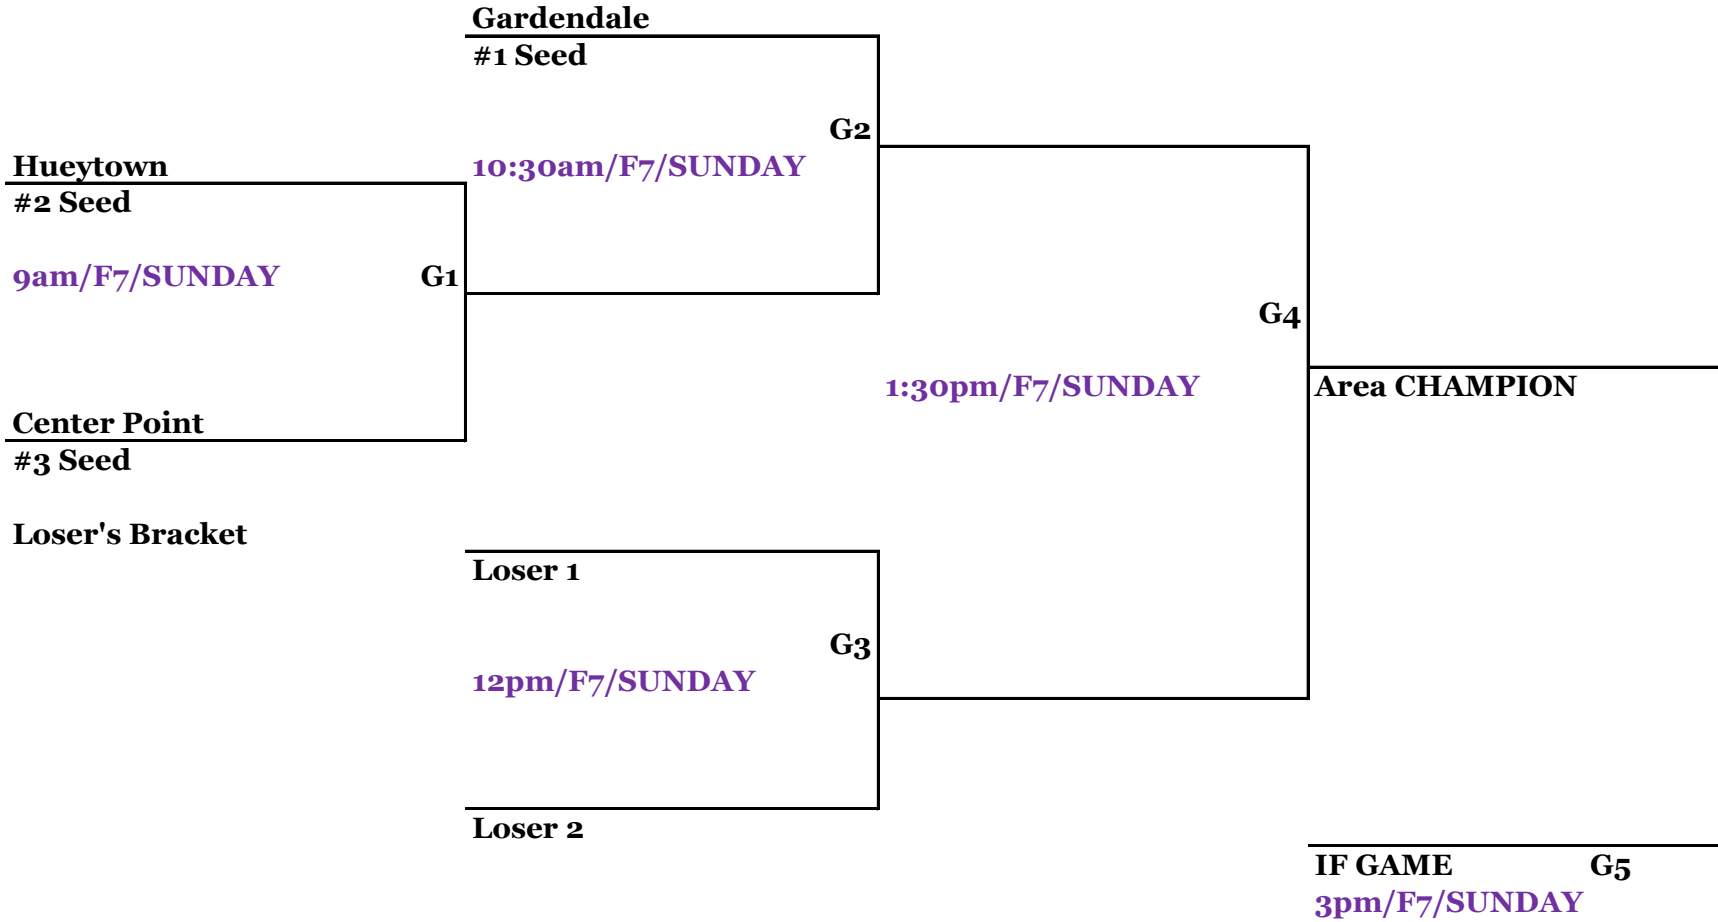 Gardendale
#1 Seed
G2
Hueytown
10:30am/F7/SUNDAY
#2 Seed
9am/F7/SUNDAY
G1
G4
1:30pm/F7/SUNDAY
Area CHAMPION
Center Point
#3 Seed
Loser's Bracket
Loser 1
G3
12pm/F7/SUNDAY
Loser 2
IF GAME G5
3pm/F7/SUNDAY